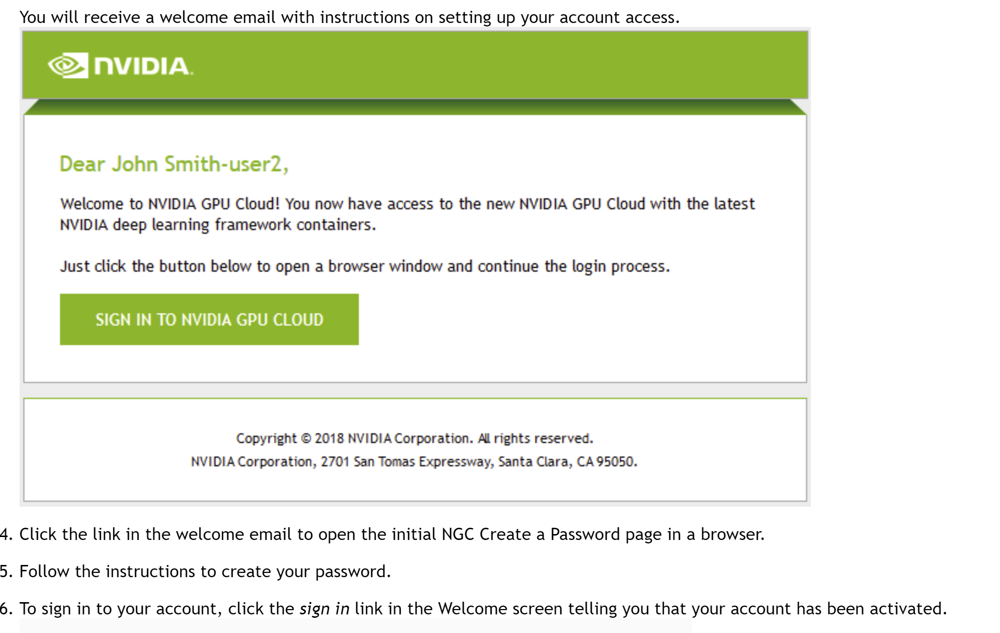 You will receive a welcome email with instructions on setting up your account access.
NVIDIA.
Dear John Smith-user2,
Welcome to NVIDIA GPU Cloud! You now have access to the new NVIDIA GPU Cloud with the latest
NVIDIA deep learning framework containers.
Just click the button below to open a browser window and continue the login process.
SIGN IN TO NVIDIA GPU CLOUD
Copyright © 2018 NVIDIA Corporation. All rights reserved.
NVIDIA Corporation, 2701 San Tomas Expressway, Santa Clara, CA 95050.
4. Click the link in the welcome email to open the initial NGC Create a Password page in a browser.
5. Follow the instructions to create your password.
6. To sign in to your account, click the sign in link in the Welcome screen telling you that your account has been activated.